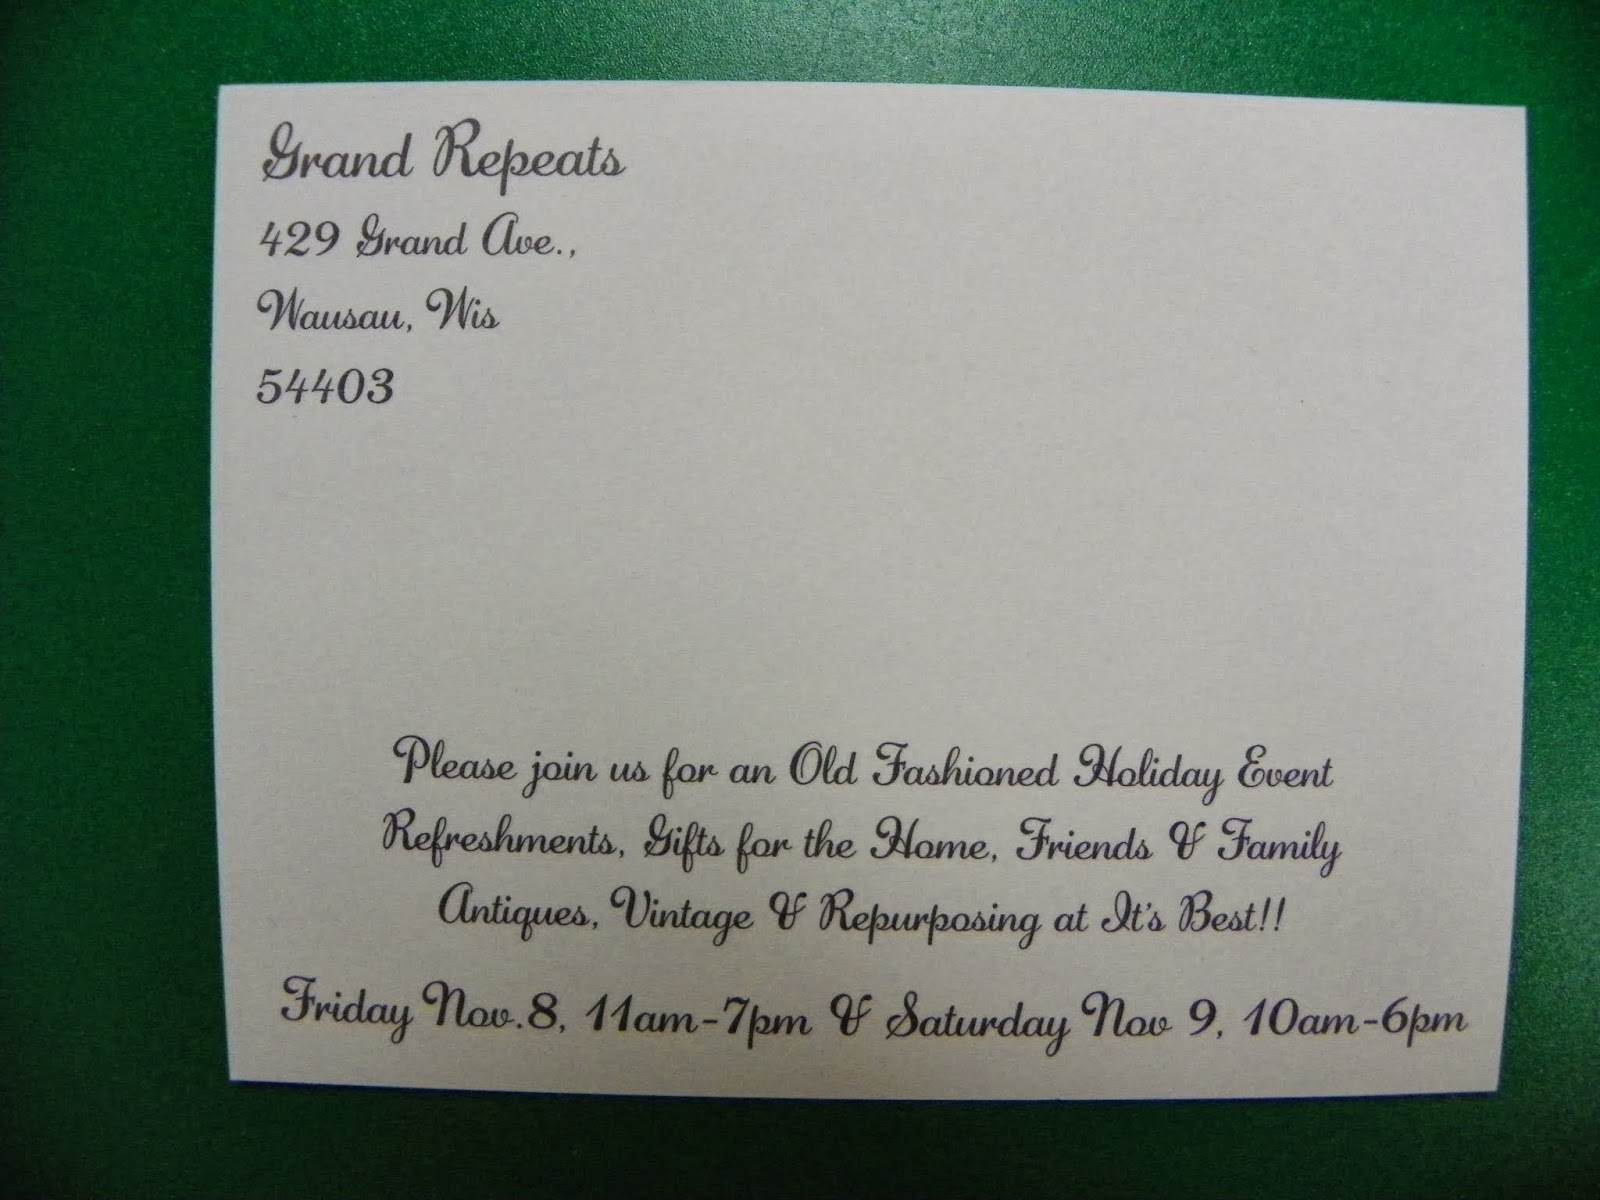 Grand Repeats
429 Grand Ave.,
Wausau, Wis
54403
Please join us for an Old Fashioned Holiday Event
Refreshments, Gifts for the Home, Friends & Family
Antiques, Vintage & Repurposing at It's Best!!
Friday Nov.8, 11am-7pm & Saturday Nov 9, 10am-6pm